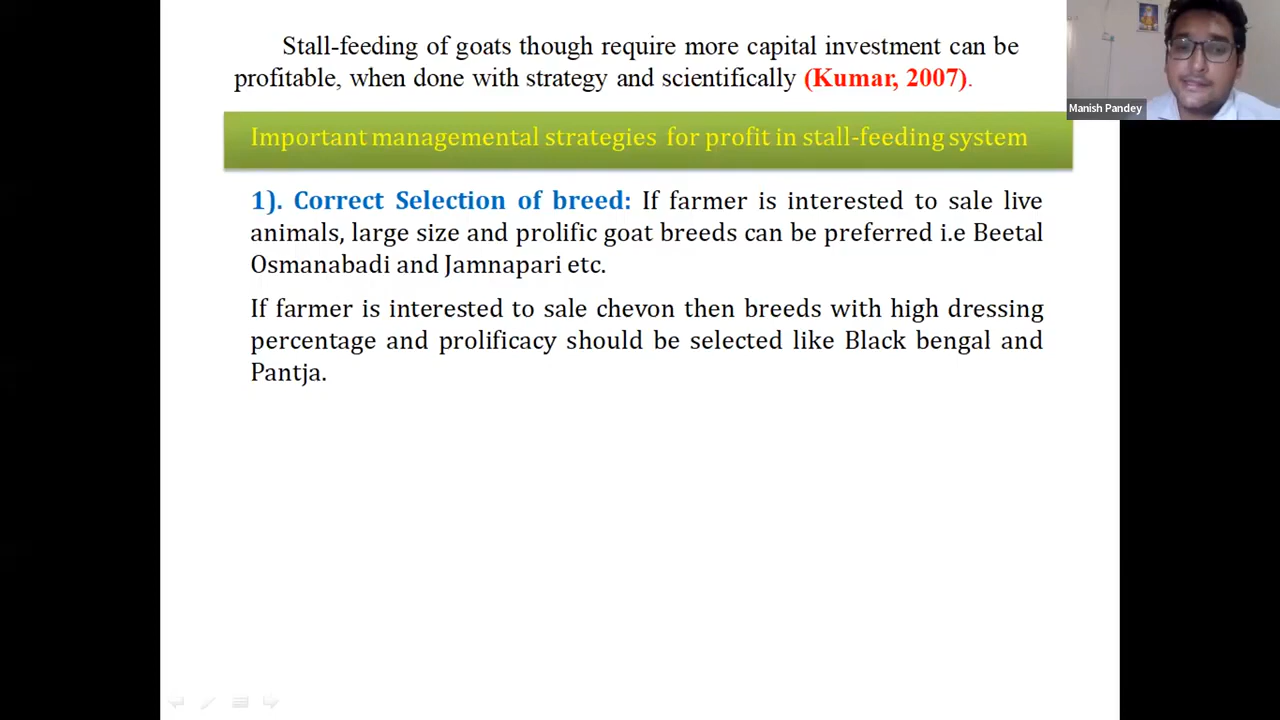 Stall-feeding of goats though require more capital investment can be
profitable, when done with strategy and scientifically (Kumar, 2007).
Manish Pandey
Important managemental strategies for profit in stall-feeding system
1). Correct Selection of breed: If farmer is interested to sale live
animals, large size and prolific goat breeds can be preferred i.e Beetal
Osmanabadi and Jamnapari etc.
If farmer is interested to sale chevon then breeds with high dressing
percentage and prolificacy should be selected like Black bengal and
Pantja.